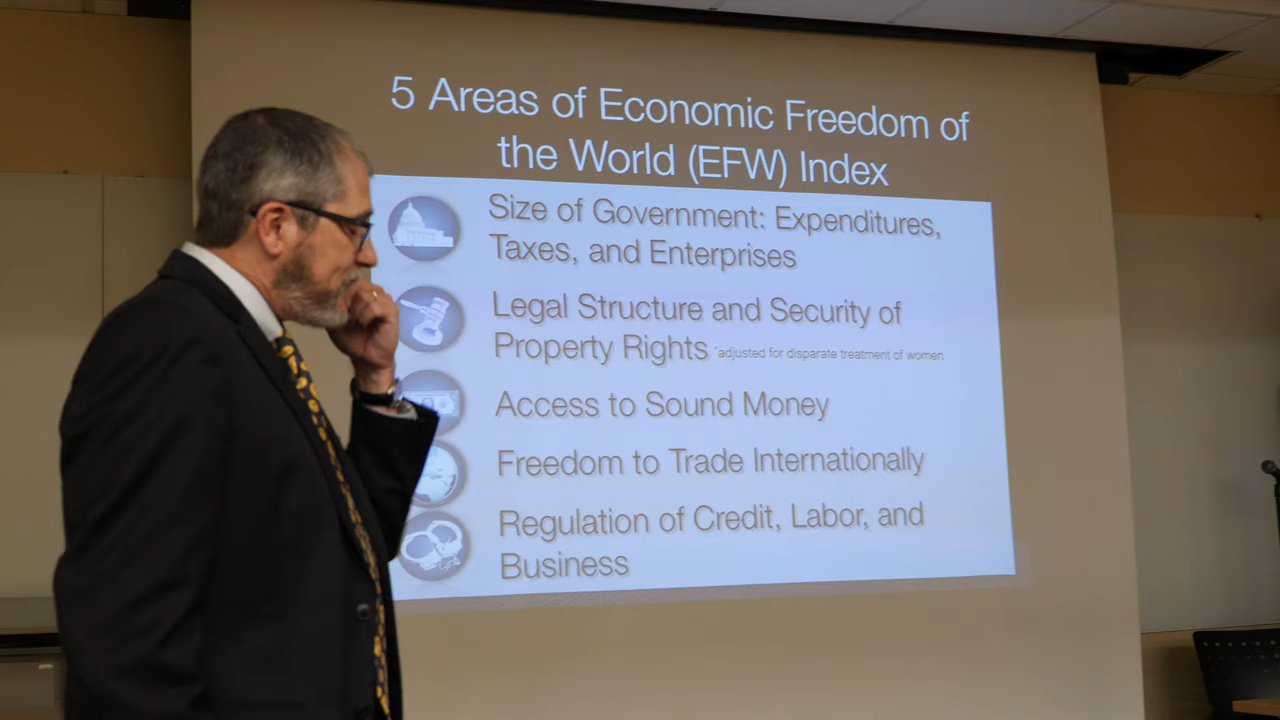 5 Areas of Economic Freedom of
the World (EFW) Index
Size of Government: Expenditures,
Taxes, and Enterprises
Legal Structure and Security of
Property Rights *adjusted for disparate treatment of women
Access to Sound Money
Freedom to Trade Internationally
Regulation of Credit, Labor, and
Business